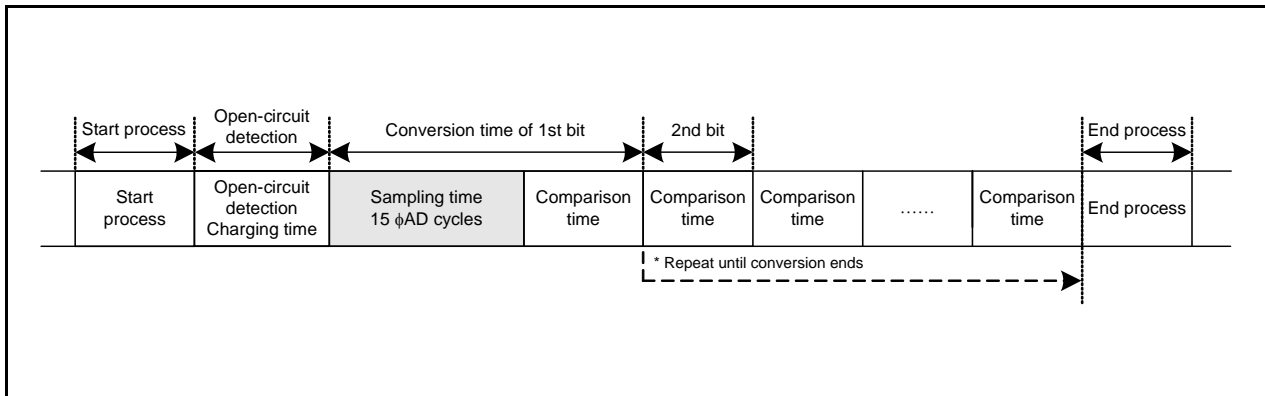 Start process
Open-circuit
detection
Conversion time of 1st bit
2nd bit
End process
Start
process
Open-circuit
detection
Charging time
Sampling time
15 ϕAD cycles
Comparison
time
Comparison
time
Comparison
time
......
Comparison
time
End process
* Repeat until conversion ends